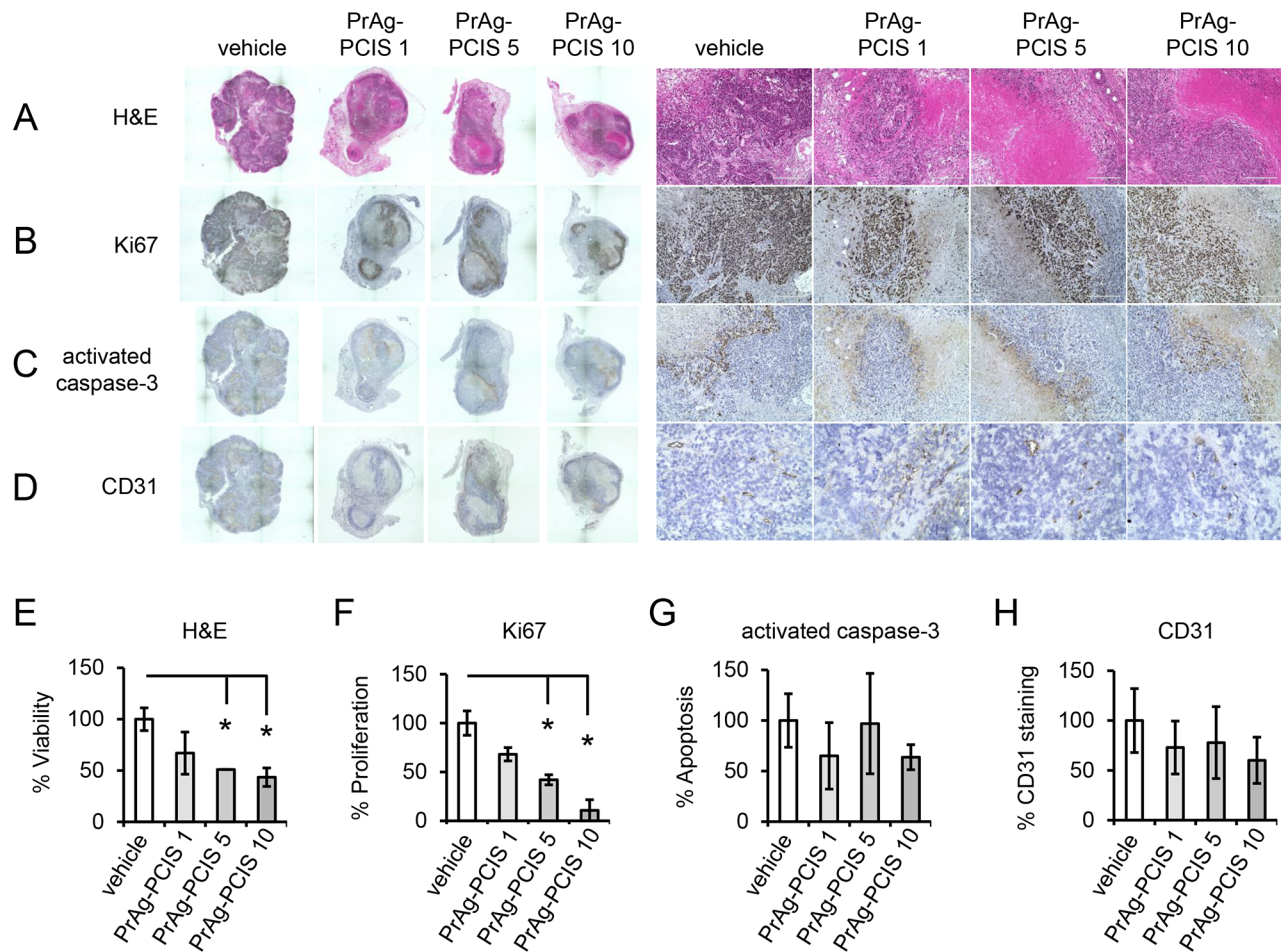 vehicle
PrAg-
PCIS 1
PrAg-
PCIS 5
PrAg-
PCIS 10
vehicle
PrAg-
PCIS 1
PrAg-
PCIS 5
PrAg-
PCIS 10
A
H&E
B
Ki67
C
activated
caspase-3
D
CD31
E
H&E
% Viability
150
100
50
0
*
*
vehicle
PrAg-PCIS 1
PrAg-PCIS 5
PrAg-PCIS 10
F
Ki67
% Proliferation
150
100
50
0
*
*
vehicle
PrAg-PCIS 1
PrAg-PCIS 5
PrAg-PCIS 10
G
activated caspase-3
% Apoptosis
150
100
50
0
vehicle
PrAg-PCIS 1
PrAg-PCIS 5
PrAg-PCIS 10
H
CD31
% CD31 staining
150
100
50
0
vehicle
PrAg-PCIS 1
PrAg-PCIS 5
PrAg-PCIS 10